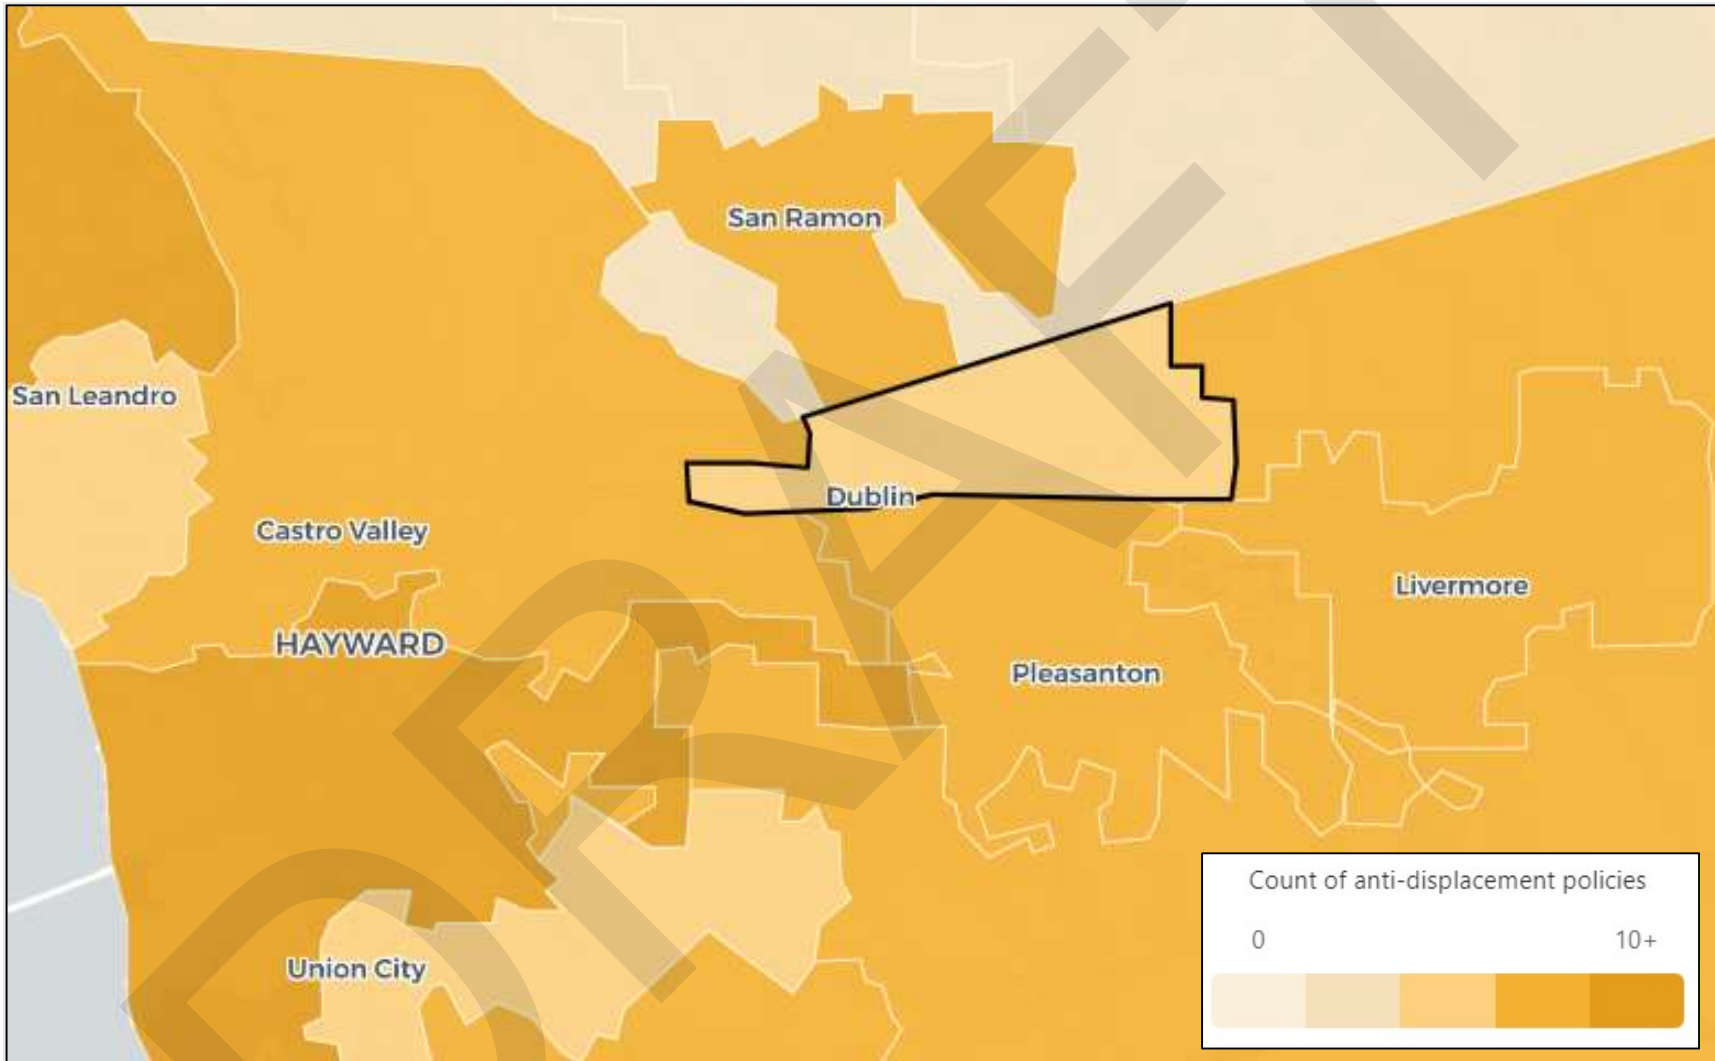 San Ramon
San Leandro
Dublin
Castro Valley
Livermore
HAYWARD
Pleasanton
Union City
Count of anti-displacement policies
0 10+
DRAFT